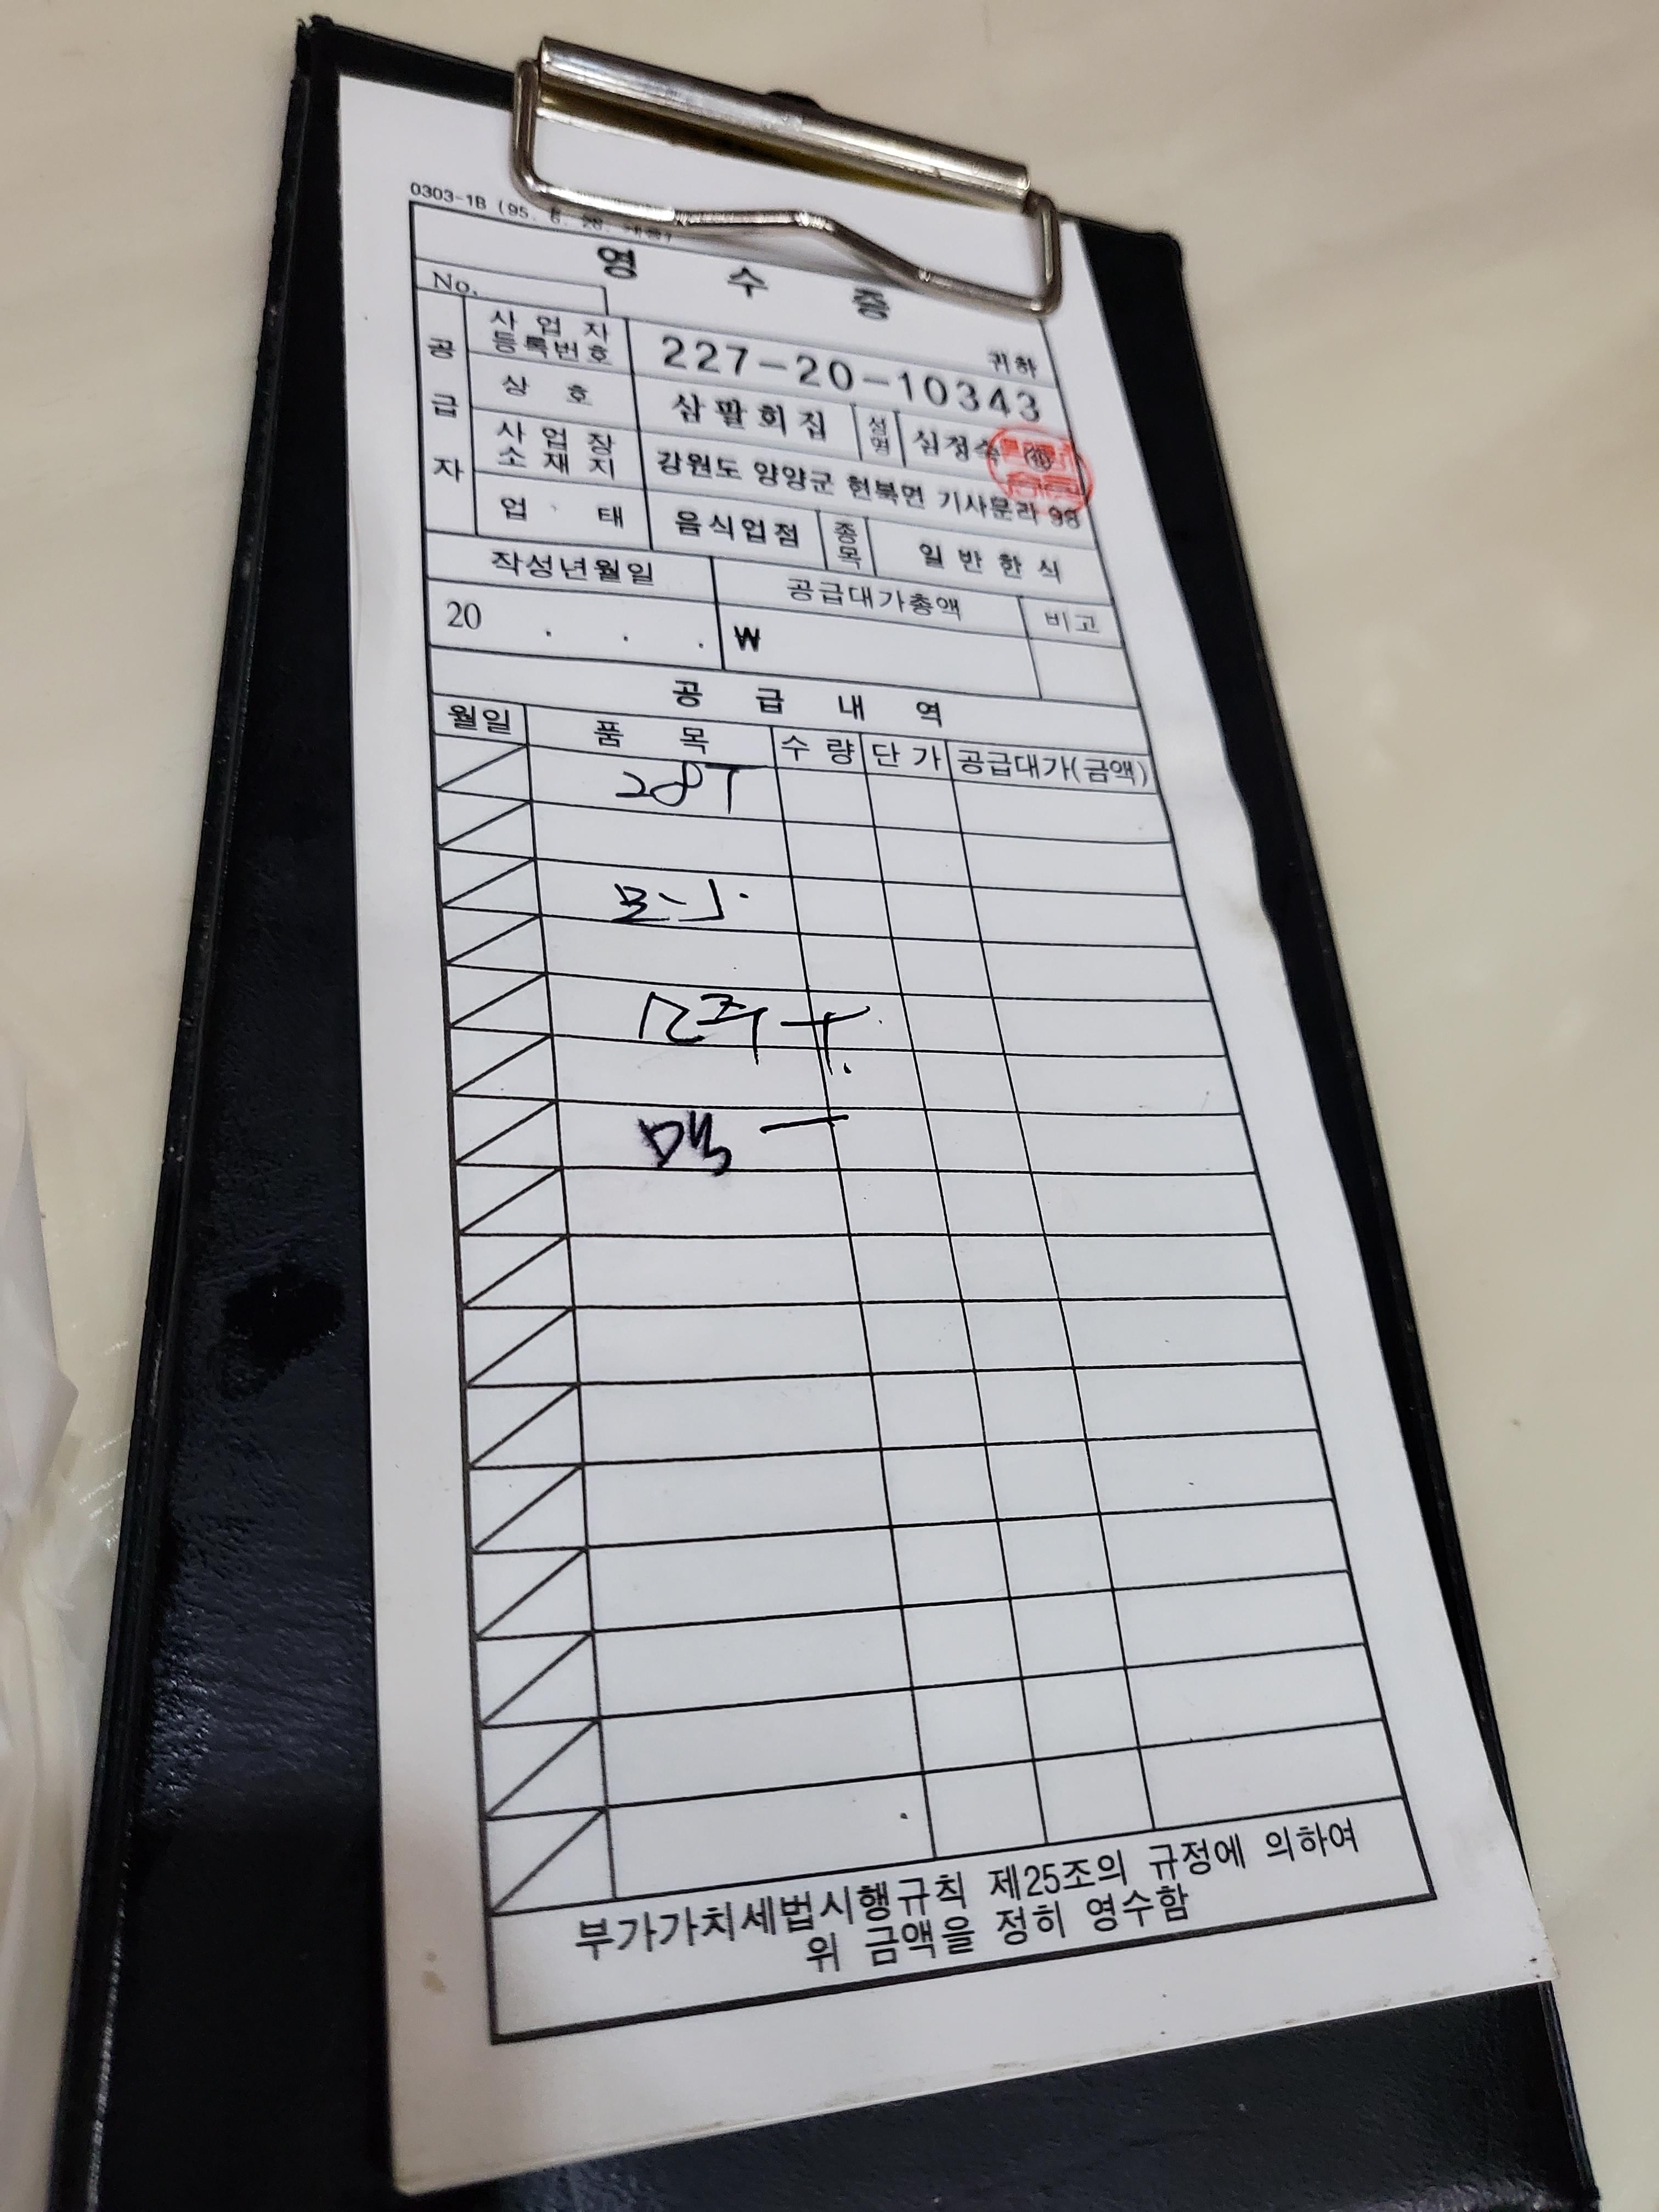 0303-1B (95. 
영 수 증
No.
귀하
공급자
사업자등록번호 227-20-10343
상 호 삼팔회집 성명 심정숙
사업장소재지 강원도 양양군 현북면 기사문리 98
업 태 음식업점 종목 일반한식
작성년월일 공급대가총액 비고
20 . . . ₩
공 급 내 역
월일 품 목 수량 단가 공급대가(금액)
28T
모-小
맥 一
부가가치세법시행규칙 제25조의 규정에 의하여
위 금액을 정히 영수함